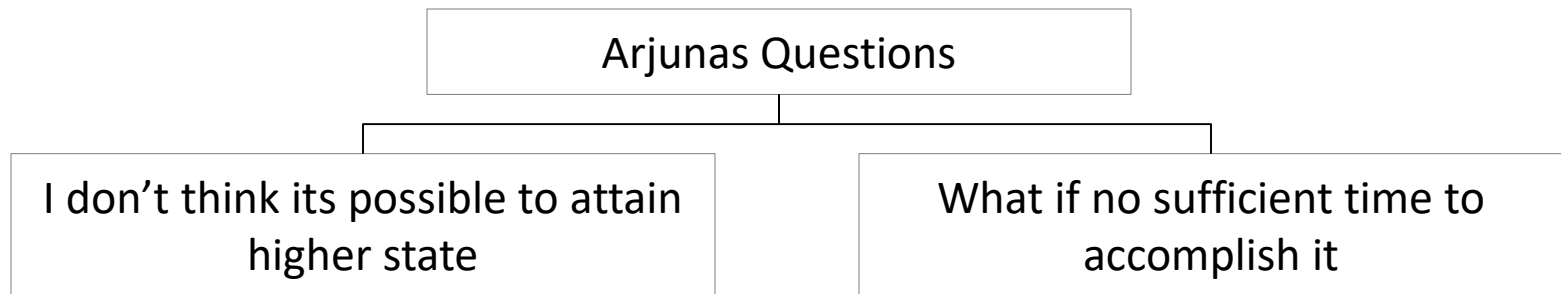 Arjunas Questions
I don’t think its possible to attain
higher state
What if no sufficient time to
accomplish it